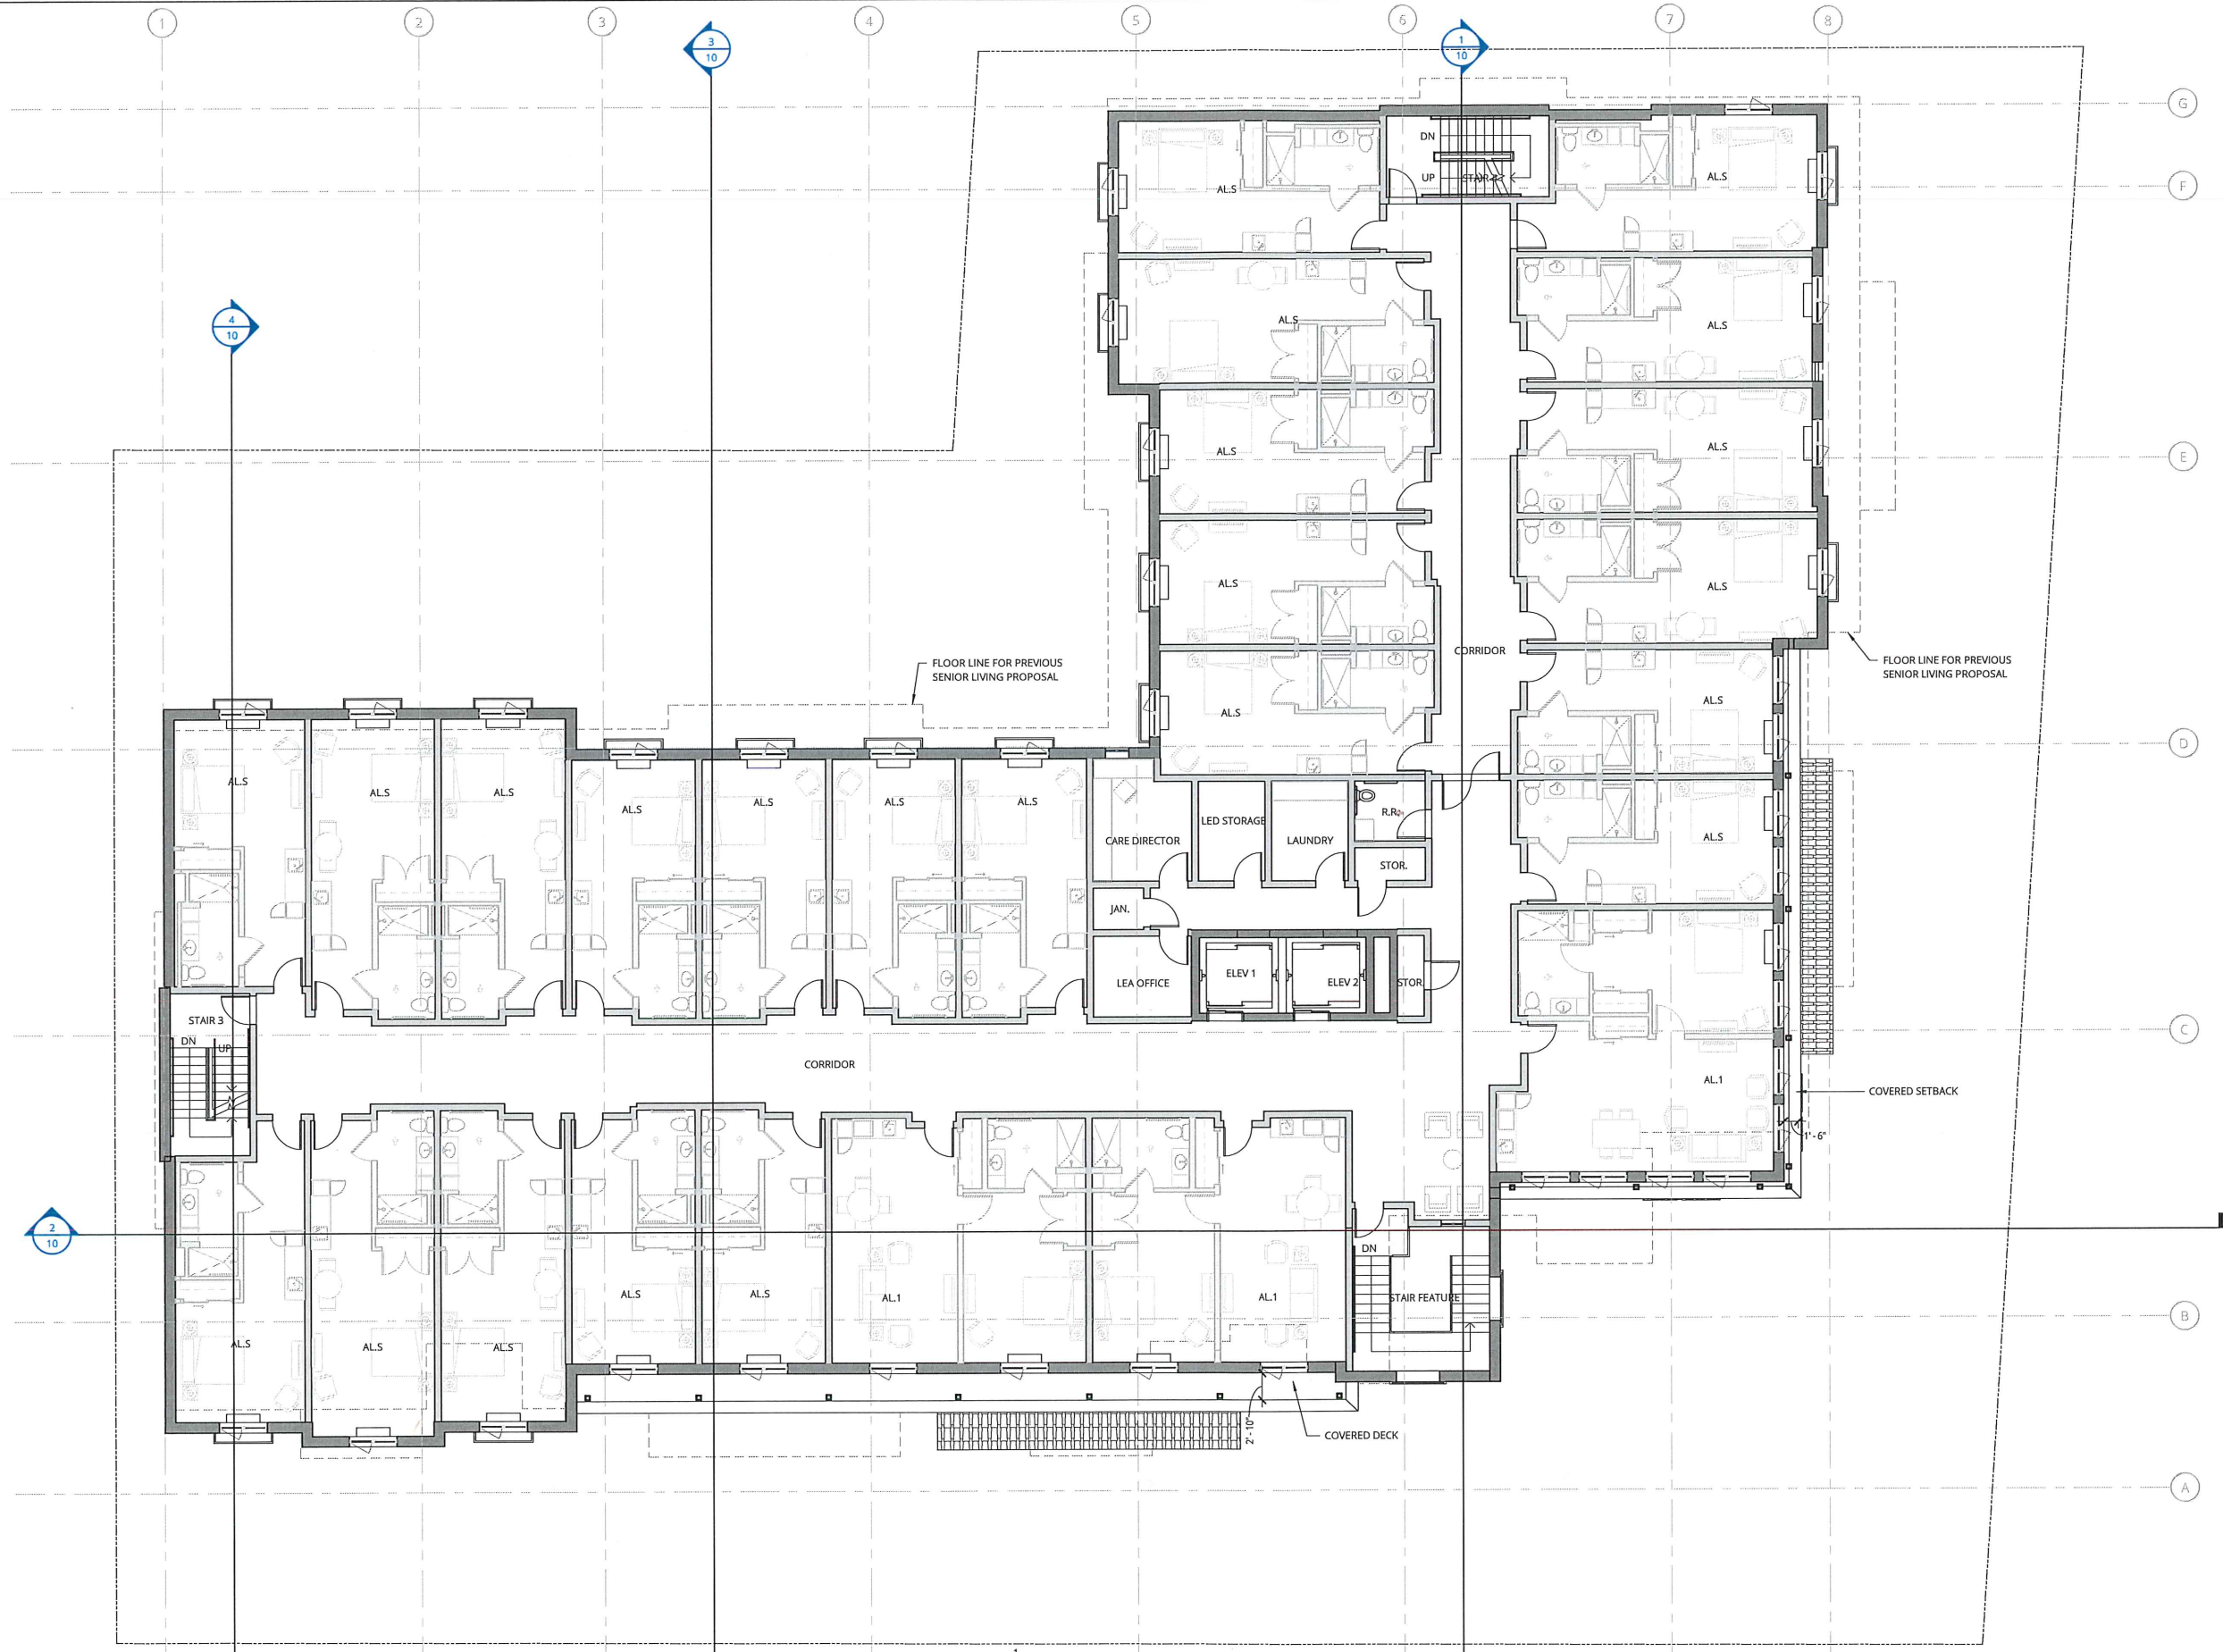 1
2
3
4
5
6
7
8
3
10
1
10
G
DN
UP
AL.S
AL.S
F
AL.S
AL.S
4
10
AL.S
AL.S
E
AL.S
AL.S
CORRIDOR
FLOOR LINE FOR PREVIOUS
SENIOR LIVING PROPOSAL
FLOOR LINE FOR PREVIOUS
SENIOR LIVING PROPOSAL
AL.S
AL.S
D
AL.S
AL.S
AL.S
AL.S
AL.S
AL.S
AL.S
CARE DIRECTOR
LED STORAGE
LAUNDRY
R.R.
AL.S
STOR.
JAN.
LEA OFFICE
ELEV 1
ELEV 2
STOR.
STAIR 3
DN
UP
C
CORRIDOR
AL.1
COVERED SETBACK
1'-6"
2
10
DN
AL.S
AL.S
AL.1
AL.1
STAIR FEATURE
B
AL.S
AL.S
AL.S
2'-10"
COVERED DECK
A